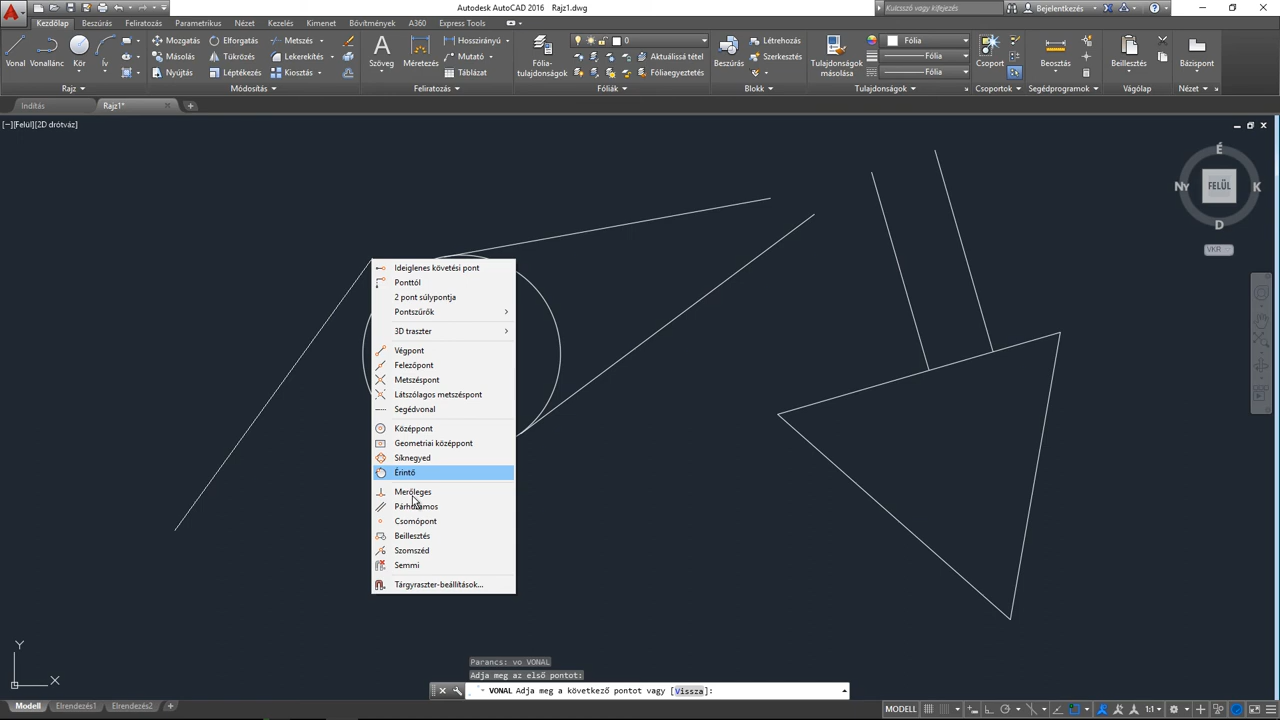 Autodesk AutoCAD 2016   Rajz1.dwg
Kulcsszó vagy kifejezés
Bejelentkezés
Kezdőlap
Beszúrás
Feliratozás
Parametrikus
Nézet
Kezelés
Kimenet
Bővítmények
A360
Express Tools
Mozgatás
Elforgatás
Metszés
Hosszirányú
0
Létrehozás
Fólia
Másolás
Tükrözés
Lekerekítés
Mutató
Aktuálissá tétel
Szerkesztés
Fólia
Nyújtás
Léptékezés
Kiosztás
Táblázat
Fóliaegyeztetés
Fólia
Vonal
Vonallánc
Kör
Ív
Szöveg
Méretezés
Fólia-
tulajdonságok
Beszúrás
Tulajdonságok
másolása
Csoport
Beosztás
Beillesztés
Bázispont
Rajz
Módosítás
Feliratozás
Fóliák
Blokk
Tulajdonságok
Csoportok
Segédprogramok
Vágólap
Nézet
Indítás
Rajz1*
[−][Felül][2D drótváz]
É
NY
FELÜL
K
D
VKIR
Ideiglenes követési pont
Ponttól
2 pont súlypontja
Pontszűrők
3D traszter
Végpont
Felezőpont
Metszéspont
Látszólagos metszéspont
Segédvonal
Középpont
Geometriai középpont
Síknegyed
Érintő
Merőleges
Párhuzamos
Csomópont
Beillesztés
Szomszéd
Semmi
Tárgyraszter-beállítások...
Y
X
Parancs: vo VONAL
Adja meg az első pontot:
VONAL Adja meg a következő pontot vagy [Vissza]:
Modell
Elrendezés1
Elrendezés2
MODELL
1:1